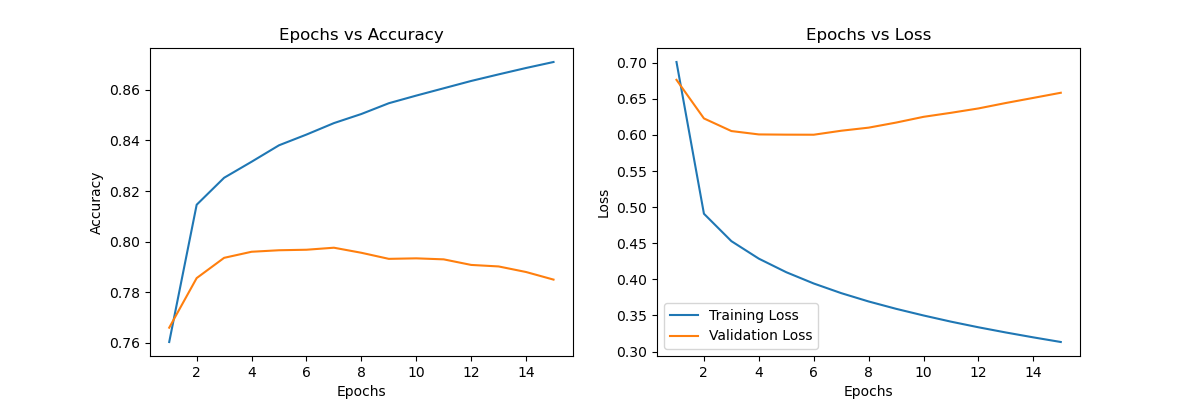 Epochs vs Accuracy
Accuracy
0.86
0.84
0.82
0.80
0.78
0.76
2 4 6 8 10 12 14
Epochs
Epochs vs Loss
Loss
0.70
0.65
0.60
0.55
0.50
0.45
0.40
0.35
0.30
Training Loss
Validation Loss
2 4 6 8 10 12 14
Epochs